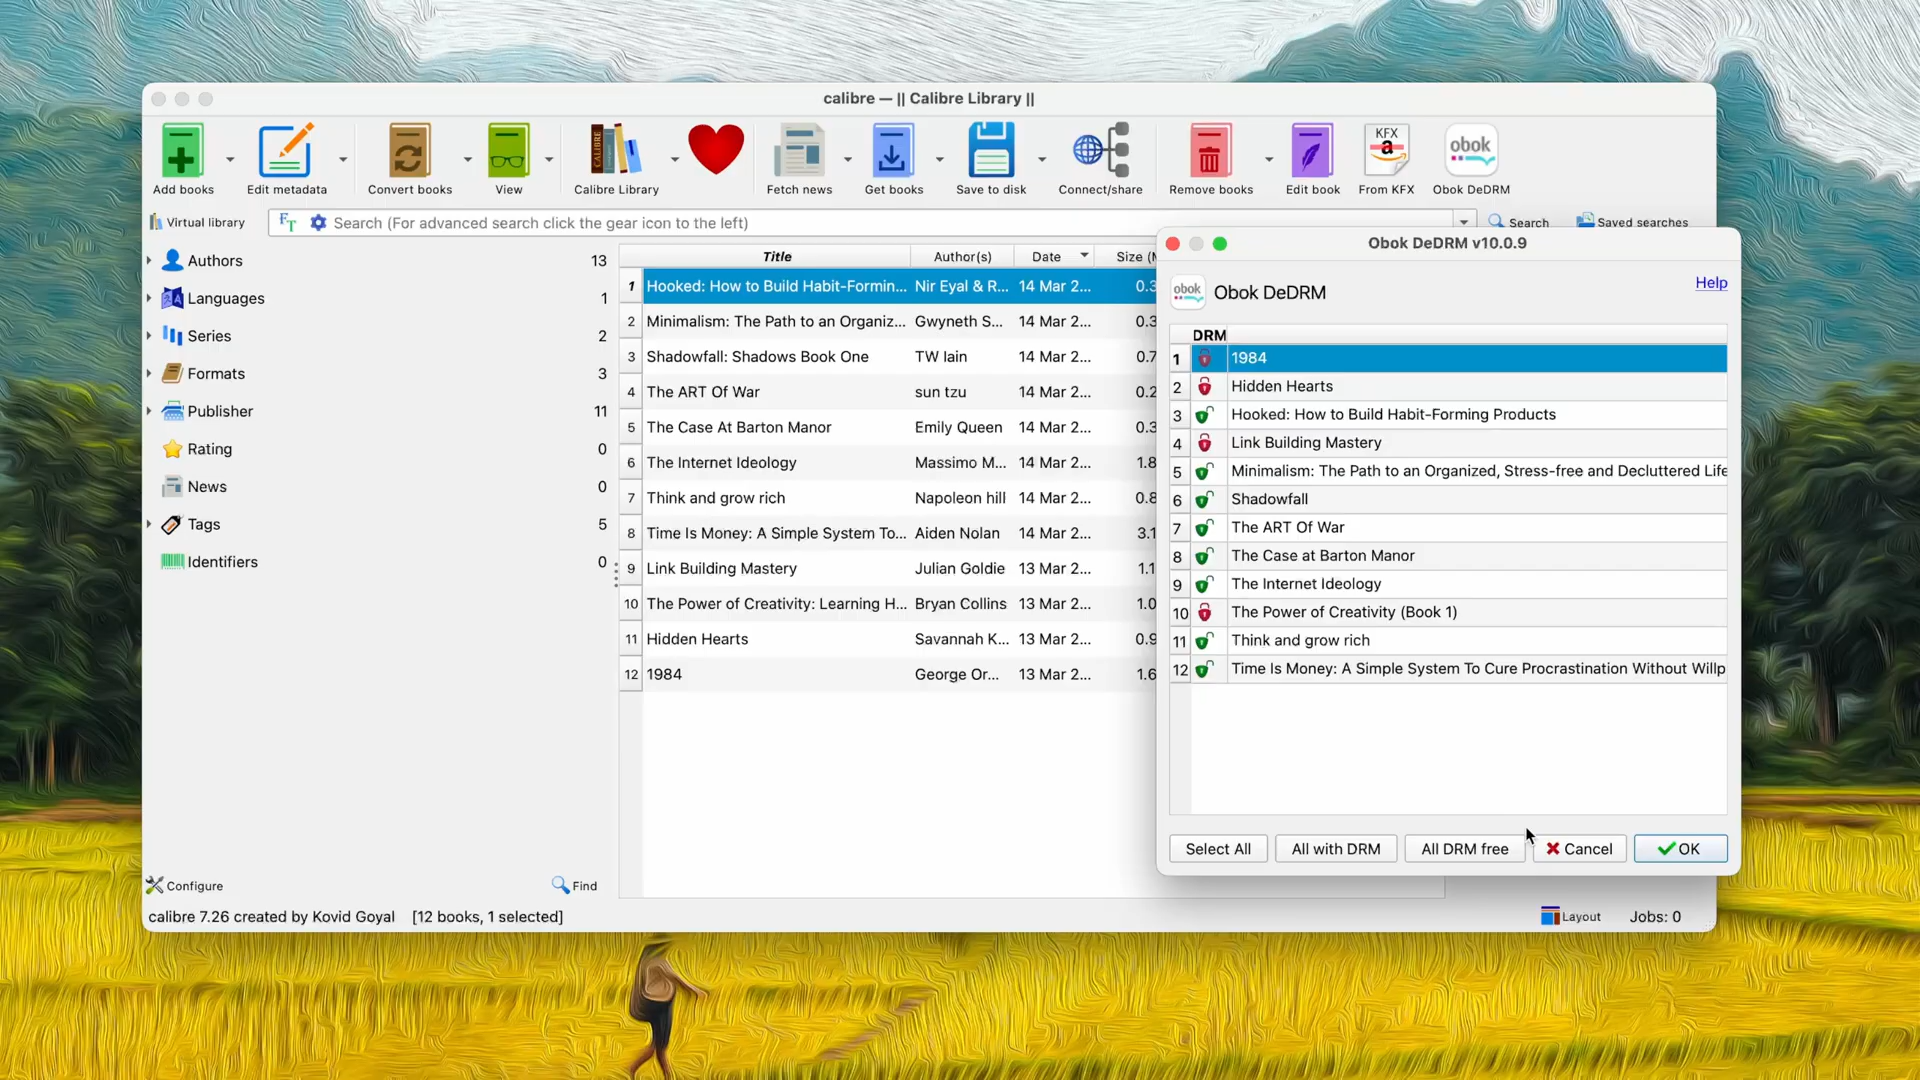 calibre — || Calibre Library ||
Add books
Edit metadata
Convert books
View
CALIBRE
Calibre Library
Fetch news
Get books
Save to disk
Connect/share
Remove books
Edit book
KFX
a
From KFX
obok
Obok DeDRM
Virtual library
FT
Search (For advanced search click the gear icon to the left)
Search
Saved searches
Authors 13
Languages 1
Series 2
Formats 3
Publisher 11
Rating 0
News 0
Tags 5
Identifiers 0
Configure
Find
Title Author(s) Date Size (M
1 Hooked: How to Build Habit-Formin... Nir Eyal & R... 14 Mar 2... 0.3
2 Minimalism: The Path to an Organiz... Gwyneth S... 14 Mar 2... 0.3
3 Shadowfall: Shadows Book One TW Iain 14 Mar 2... 0.7
4 The ART Of War sun tzu 14 Mar 2... 0.2
5 The Case At Barton Manor Emily Queen 14 Mar 2... 0.3
6 The Internet Ideology Massimo M... 14 Mar 2... 1.8
7 Think and grow rich Napoleon hill 14 Mar 2... 0.8
8 Time Is Money: A Simple System To... Aiden Nolan 14 Mar 2... 3.1
9 Link Building Mastery Julian Goldie 13 Mar 2... 1.1
10 The Power of Creativity: Learning H... Bryan Collins 13 Mar 2... 1.0
11 Hidden Hearts Savannah K... 13 Mar 2... 0.9
12 1984 George Or... 13 Mar 2... 1.6
Obok DeDRM v10.0.9
obok
Obok DeDRM
Help
DRM
1 1984
2 Hidden Hearts
3 Hooked: How to Build Habit-Forming Products
4 Link Building Mastery
5 Minimalism: The Path to an Organized, Stress-free and Decluttered Life
6 Shadowfall
7 The ART Of War
8 The Case at Barton Manor
9 The Internet Ideology
10 The Power of Creativity (Book 1)
11 Think and grow rich
12 Time Is Money: A Simple System To Cure Procrastination Without Willp
Select All
All with DRM
All DRM free
Cancel
OK
calibre 7.26 created by Kovid Goyal [12 books, 1 selected]
Layout
Jobs: 0